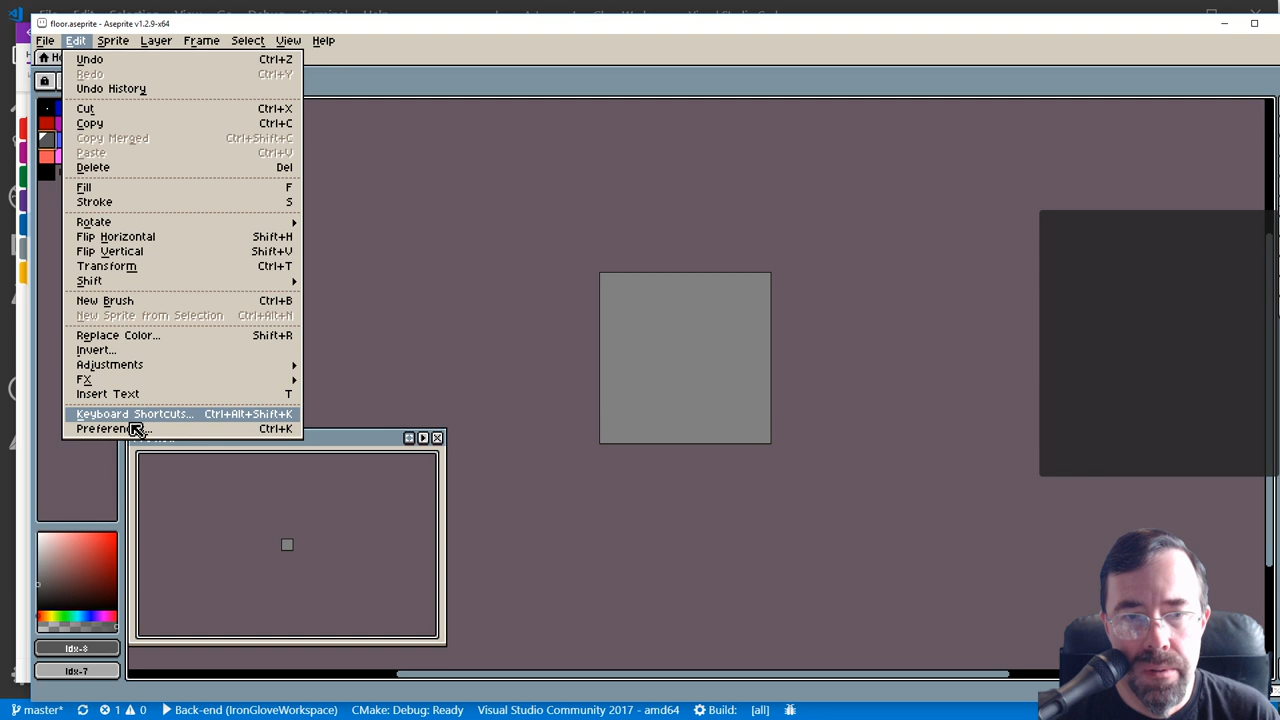 floor.aseprite - Aseprite v1.2.9-x64
File Edit Sprite Layer Frame Select View Help
Undo Ctrl+Z
Redo Ctrl+Y
Undo History
Cut Ctrl+X
Copy Ctrl+C
Copy Merged Ctrl+Shift+C
Paste Ctrl+V
Delete Del
Fill F
Stroke S
Rotate
Flip Horizontal Shift+H
Flip Vertical Shift+V
Transform Ctrl+T
Shift
New Brush Ctrl+B
New Sprite from Selection Ctrl+Alt+N
Replace Color... Shift+R
Invert...
Adjustments
FX
Insert Text T
Keyboard Shortcuts... Ctrl+Alt+Shift+K
Ctrl+K
Idx-8
Idx-7
master* 1 0 Back-end (IronGloveWorkspace) CMake: Debug: Ready Visual Studio Community 2017 - amd64 Build: [all]